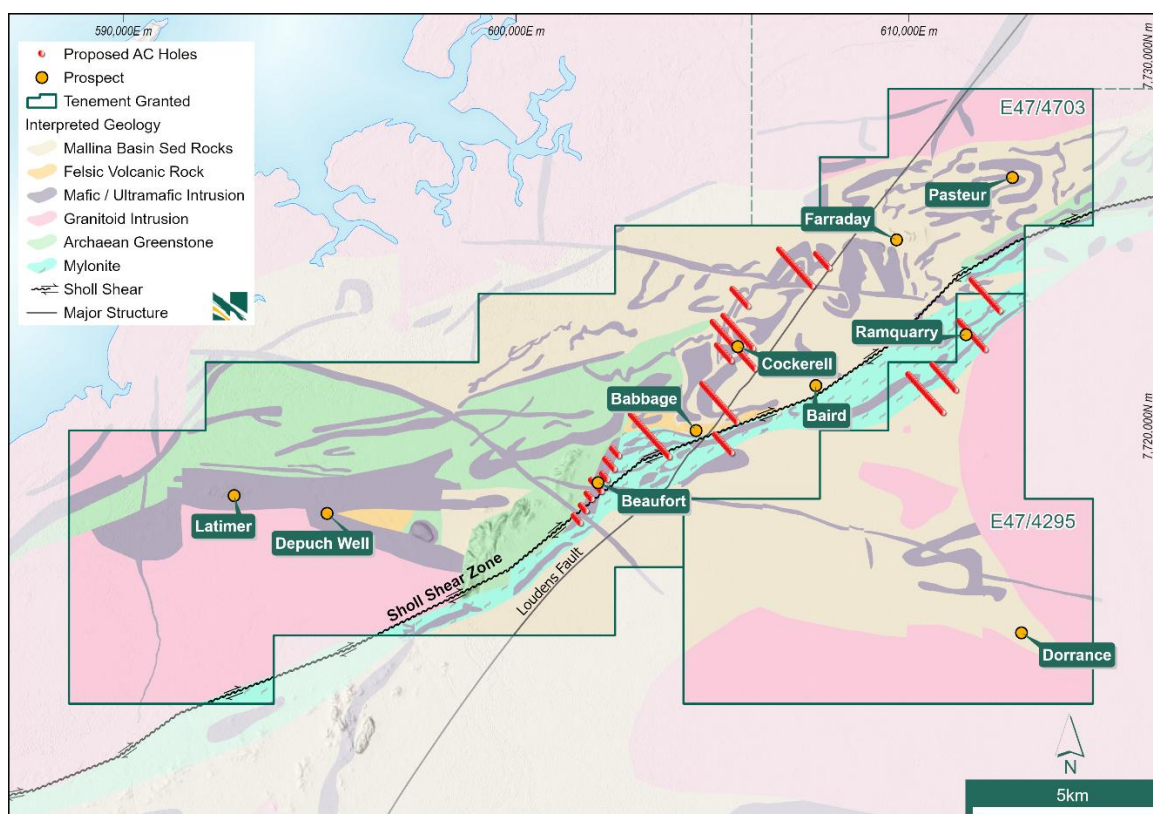 590,000E m
600,000E m
610,000E m
7,730,000N m
7,720,000N m
Proposed AC Holes
Prospect
Tenement Granted
Interpreted Geology
Mallina Basin Sed Rocks
Felsic Volcanic Rock
Mafic / Ultramafic Intrusion
Granitoid Intrusion
Archaean Greenstone
Mylonite
Sholl Shear
Major Structure
E47/4703
Pasteur
Farraday
Ramquarry
Cockerell
Babbage
Baird
Beaufort
Latimer
Depuch Well
E47/4295
Sholl Shear Zone
Loudens Fault
Dorrance
N
5km